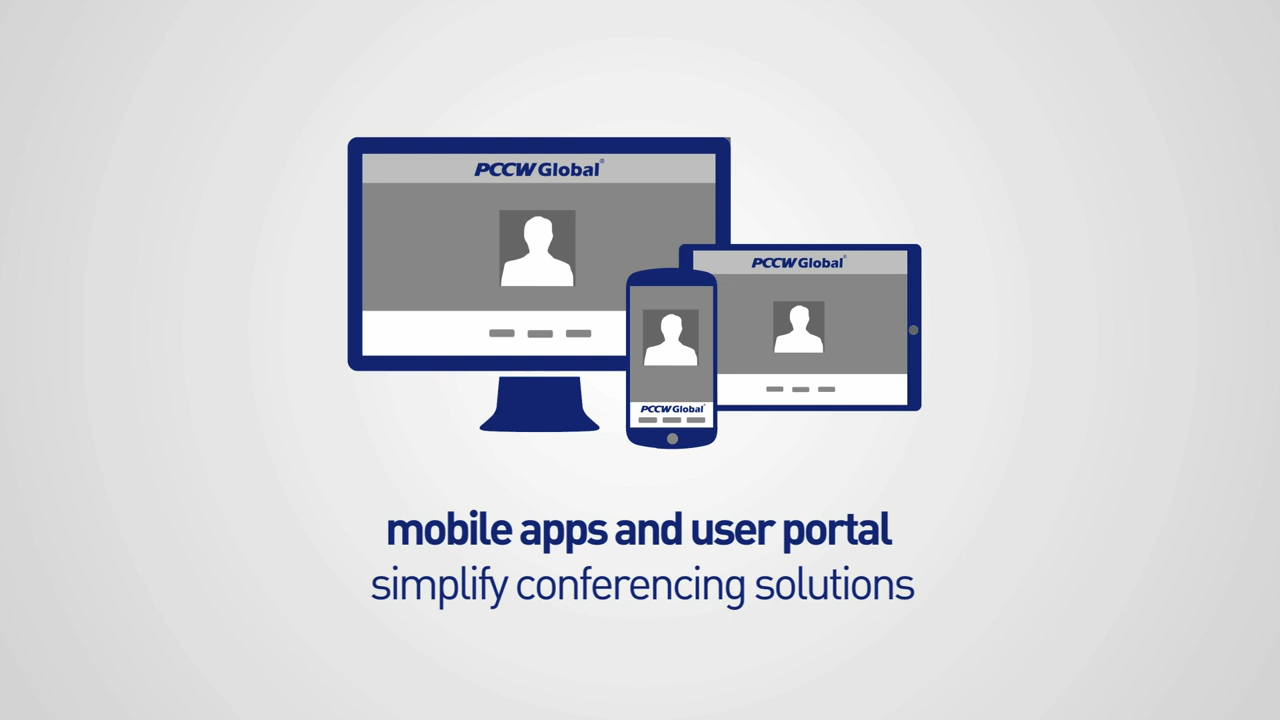 PCCW Global®
PCCW Global®
PCCW Global®
mobile apps and user portal
simplify conferencing solutions